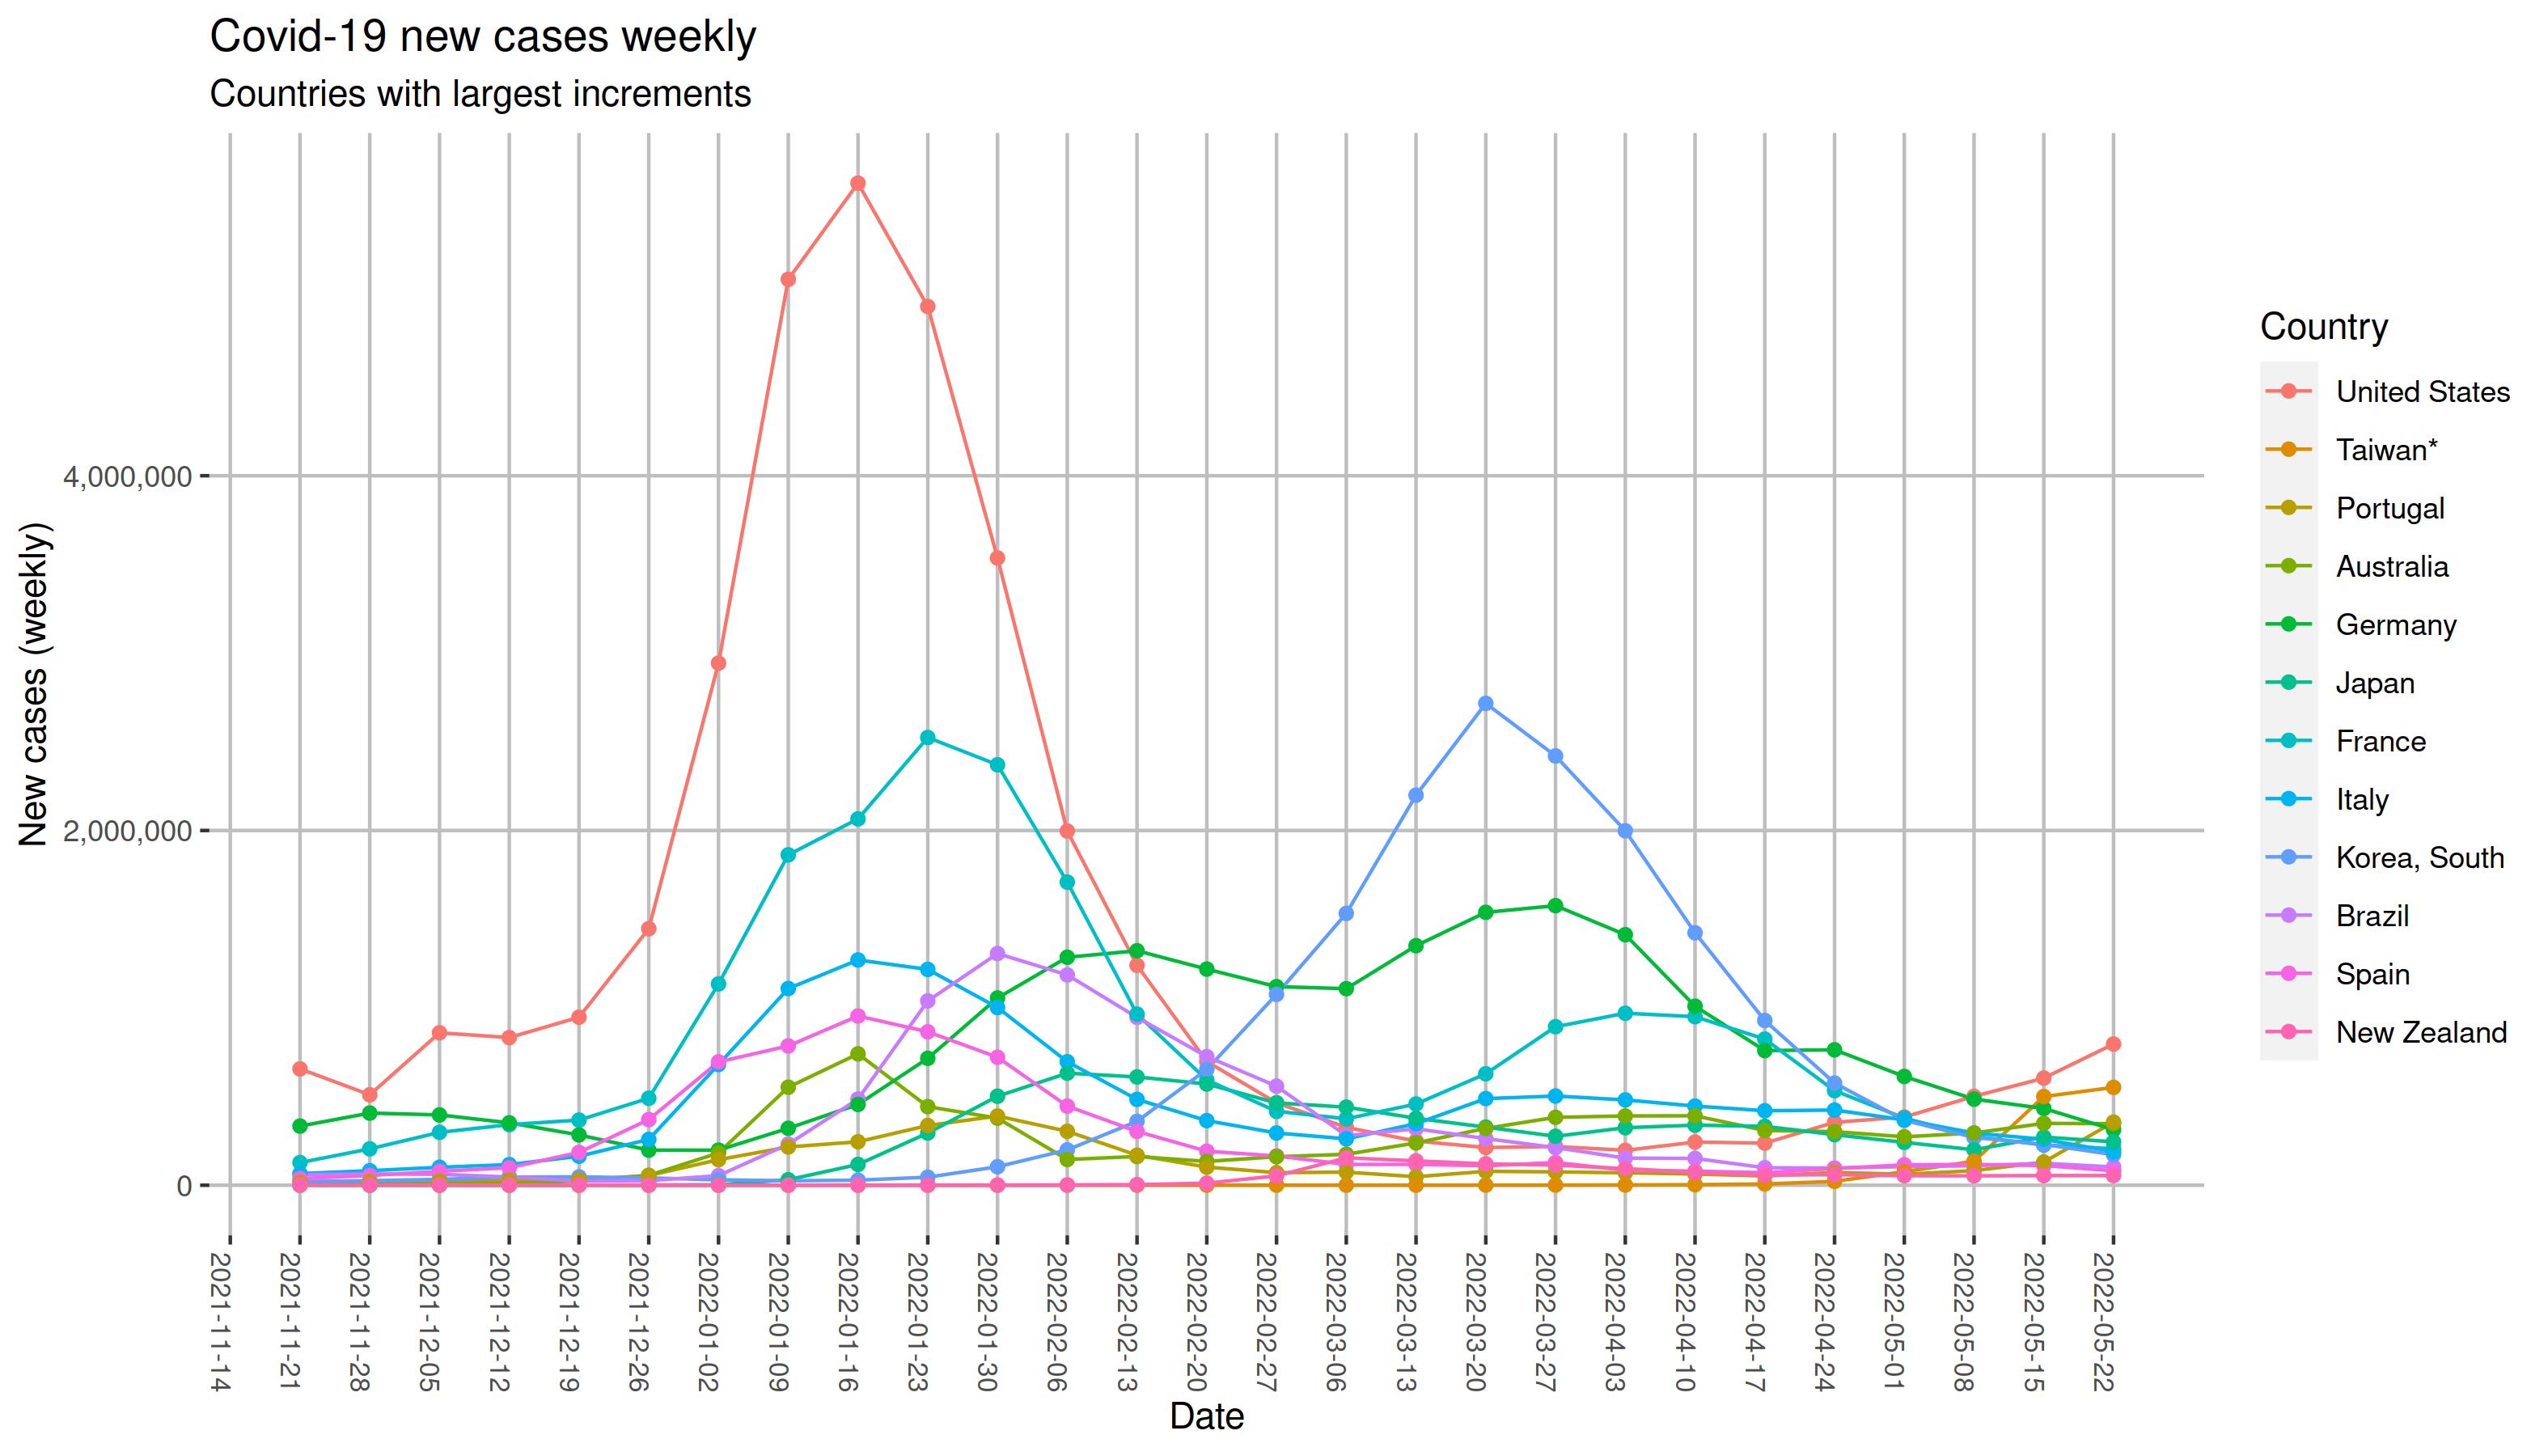 Covid-19 new cases weekly
Countries with largest increments
New cases (weekly)
4,000,000
2,000,000
0
2021-11-14
2021-11-21
2021-11-28
2021-12-05
2021-12-12
2021-12-19
2021-12-26
2022-01-02
2022-01-09
2022-01-16
2022-01-23
2022-01-30
2022-02-06
2022-02-13
2022-02-20
2022-02-27
2022-03-06
2022-03-13
2022-03-20
2022-03-27
2022-04-03
2022-04-10
2022-04-17
2022-04-24
2022-05-01
2022-05-08
2022-05-15
2022-05-22
Date
Country
United States
Taiwan*
Portugal
Australia
Germany
Japan
France
Italy
Korea, South
Brazil
Spain
New Zealand